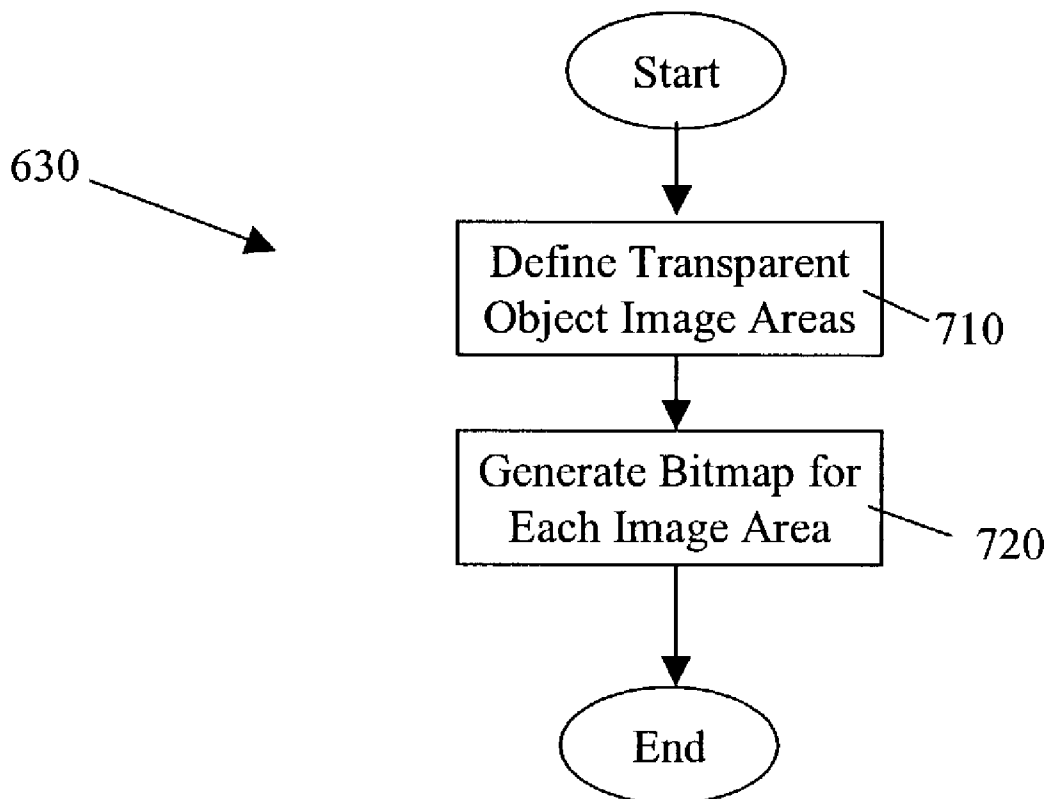 Start
630
Define Transparent
Object Image Areas
710
Generate Bitmap for
Each Image Area
720
End